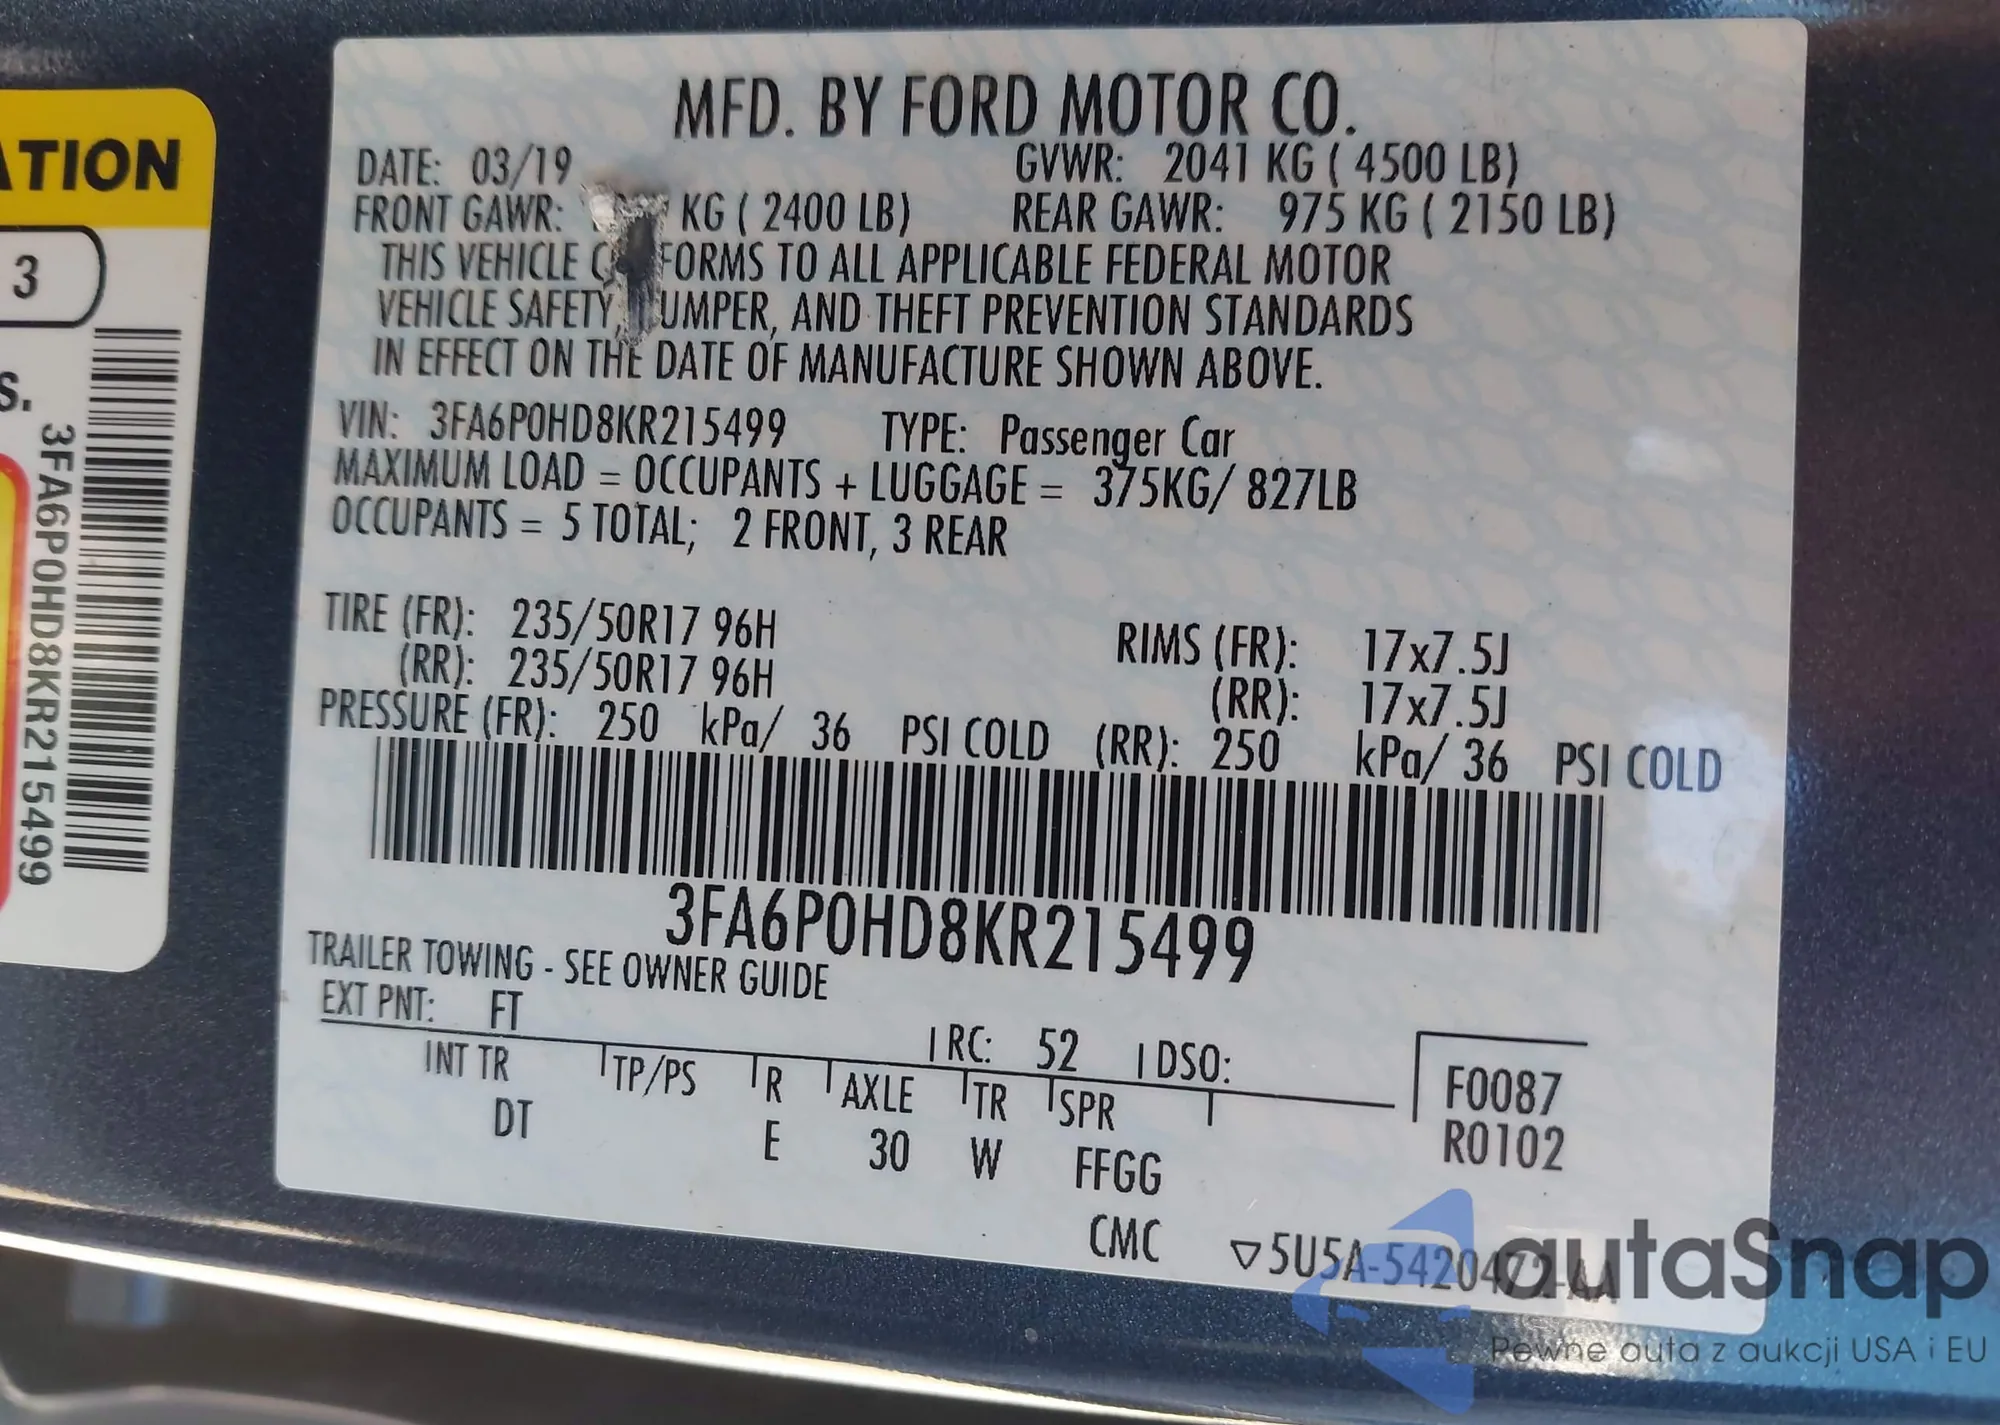 ATION
3
S.
3FA6P0HD8KR215499
MFD. BY FORD MOTOR CO.
DATE: 03/19 GVWR: 2041 KG ( 4500 LB)
FRONT GAWR: KG ( 2400 LB) REAR GAWR: 975 KG ( 2150 LB)
THIS VEHICLE C FORMS TO ALL APPLICABLE FEDERAL MOTOR
VEHICLE SAFETY, UMPER, AND THEFT PREVENTION STANDARDS
IN EFFECT ON THE DATE OF MANUFACTURE SHOWN ABOVE.
VIN: 3FA6P0HD8KR215499 TYPE: Passenger Car
MAXIMUM LOAD = OCCUPANTS + LUGGAGE = 375KG/ 827LB
OCCUPANTS = 5 TOTAL; 2 FRONT, 3 REAR
TIRE (FR): 235/50R17 96H RIMS (FR): 17x7.5J
(RR): 235/50R17 96H (RR): 17x7.5J
PRESSURE (FR): 250 kPa/ 36 PSI COLD (RR): 250 kPa/ 36 PSI COLD
3FA6P0HD8KR215499
TRAILER TOWING - SEE OWNER GUIDE
EXT PNT: FT RC: 52 DSO:
INT TR TP/PS R AXLE TR SPR F0087
DT E 30 W FFGG R0102
CMC ▽5U5A-5420472-AA
autaSnap
Pewne auta z aukcji USA i EU